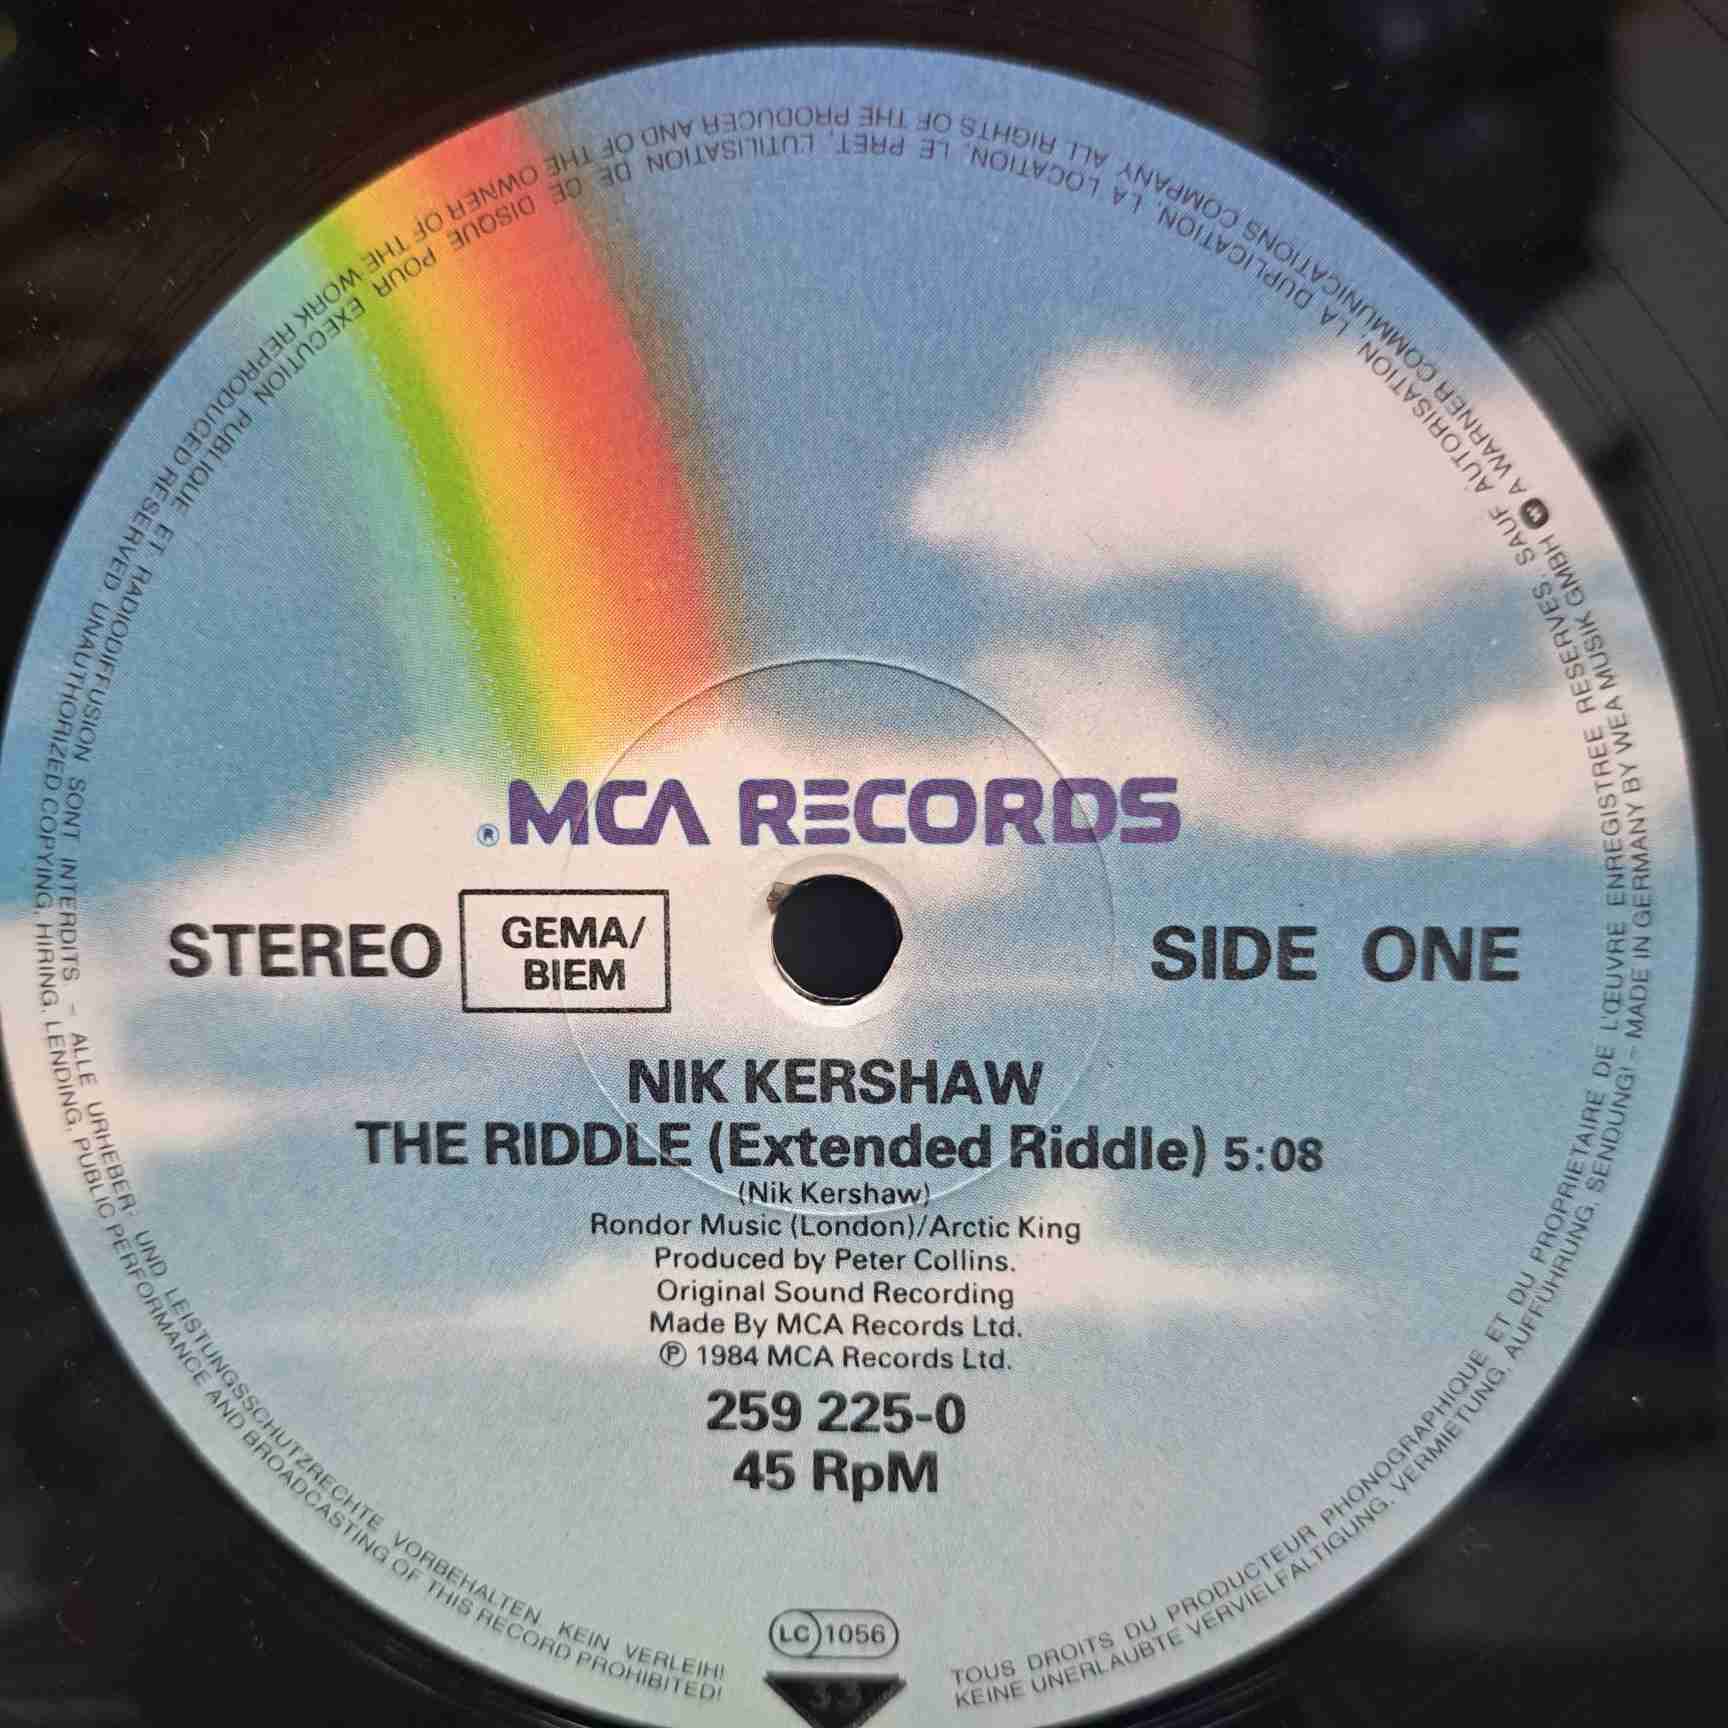 MCA RECORDS
®
STEREO
GEMA/
BIEM
SIDE ONE
NIK KERSHAW
THE RIDDLE (Extended Riddle) 5:08
(Nik Kershaw)
Rondor Music (London)/Arctic King
Produced by Peter Collins.
Original Sound Recording
Made By MCA Records Ltd.
℗ 1984 MCA Records Ltd.
259 225-0
45 RpM
LC 1056
33
TOUS DROITS DU PRODUCTEUR PHONOGRAPHIQUE ET DU PROPRIETAIRE DE L'ŒUVRE ENREGISTREE RESERVES. SAUF AUTORISATION, LA DUPLICATION, LA LOCATION, LE PRET, L'UTILISATION DE CE DISQUE POUR EXECUTION PUBLIQUE ET RADIODIFFUSION SONT INTERDITS – ALLE URHEBER- UND LEISTUNGSSCHUTZRECHTE VORBEHALTEN. KEIN VERLEIH!
KEINE UNERLAUBTE VERVIELFALTIGUNG, VERMIETUNG, AUFFÜHRUNG, SENDUNG! – MADE IN GERMANY BY WEA MUSIK GMBH A WARNER COMMUNICATIONS COMPANY ALL RIGHTS OF THE PRODUCER AND OF THE OWNER OF THE WORK REPRODUCED RESERVED UNAUTHORIZED COPYING, HIRING, LENDING, PUBLIC PERFORMANCE AND BROADCASTING OF THIS RECORD PROHIBITED!